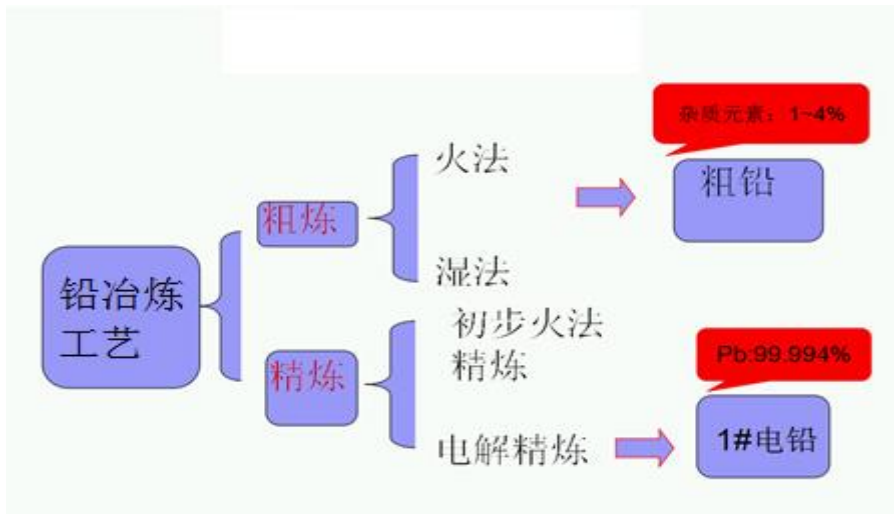 杂质元素：1~4%
火法
粗铅
粗炼
湿法
铅冶炼
工艺
初步火法
精炼
精炼
Pb:99.994%
电解精炼
1#电铅